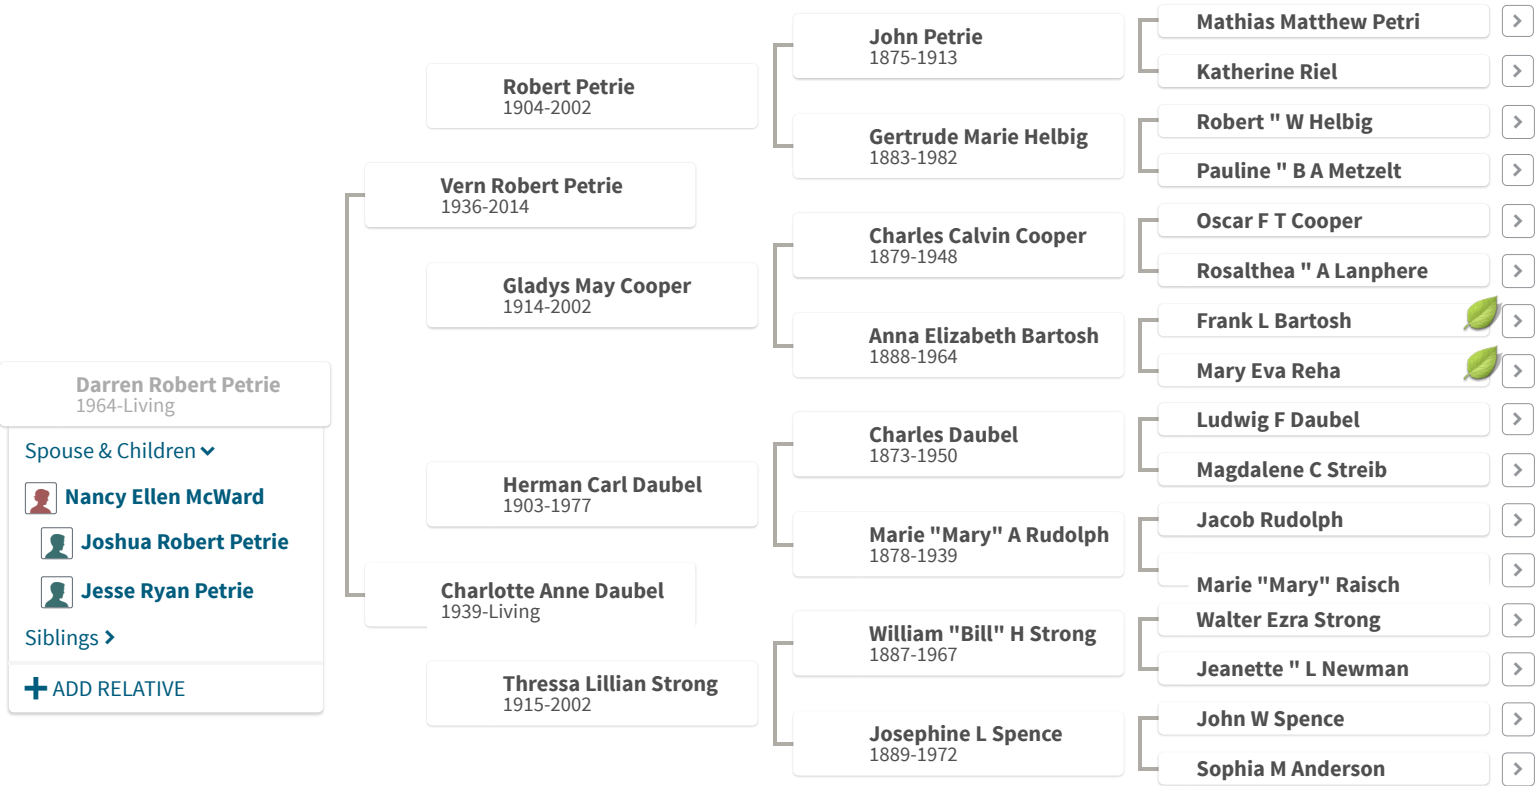 Darren Robert Petrie
1964-Living
Spouse & Children
Nancy Ellen McWard
Joshua Robert Petrie
Jesse Ryan Petrie
Siblings
ADD RELATIVE
Vern Robert Petrie
1936-2014
Charlotte Anne Daubel
1939-Living
Robert Petrie
1904-2002
Gladys May Cooper
1914-2002
Herman Carl Daubel
1903-1977
Thressa Lillian Strong
1915-2002
John Petrie
1875-1913
Gertrude Marie Helbig
1883-1982
Charles Calvin Cooper
1879-1948
Anna Elizabeth Bartosh
1888-1964
Charles Daubel
1873-1950
Marie "Mary" A Rudolph
1878-1939
William "Bill" H Strong
1887-1967
Josephine L Spence
1889-1972
Mathias Matthew Petri
Katherine Riel
Robert " W Helbig
Pauline " B A Metzelt
Oscar F T Cooper
Rosalthea " A Lanphere
Frank L Bartosh
Mary Eva Reha
Ludwig F Daubel
Magdalene C Streib
Jacob Rudolph
Marie "Mary" Raisch
Walter Ezra Strong
Jeanette " L Newman
John W Spence
Sophia M Anderson